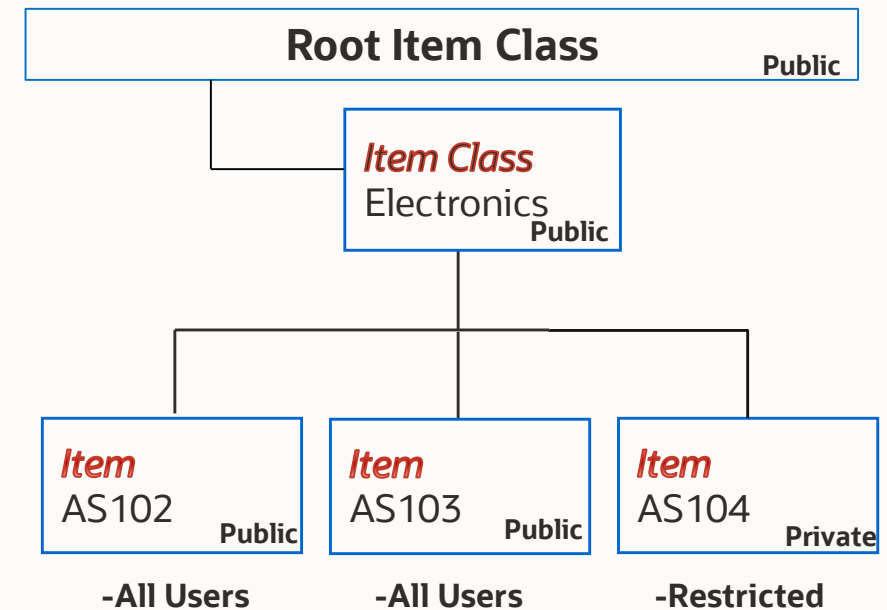 Root Item Class
Public
Item Class
Electronics
Public
Item
AS102
Public
Item
AS103
Public
Item
AS104
Private
-All Users
-All Users
-Restricted